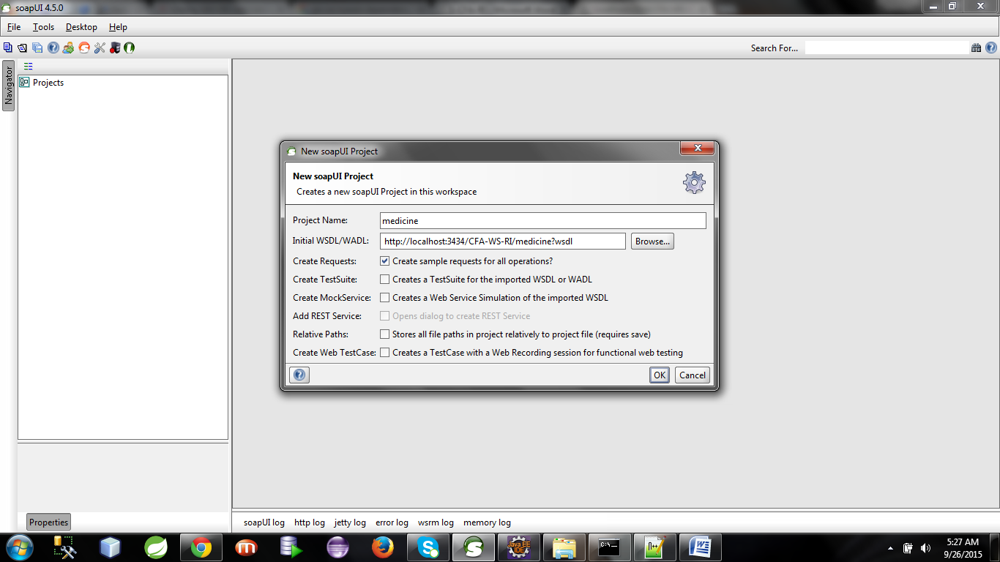 soapUI 4.5.0
File Tools Desktop Help
Search For...
Navigator
Projects
New soapUI Project
New soapUI Project
Creates a new soapUI Project in this workspace
Project Name: medicine
Initial WSDL/WADL: http://localhost:3434/CFA-WS-RI/medicine?wsdl Browse...
Create Requests: Create sample requests for all operations?
Create TestSuite: Creates a TestSuite for the imported WSDL or WADL
Create MockService: Creates a Web Service Simulation of the imported WSDL
Add REST Service: Opens dialog to create REST Service
Relative Paths: Stores all file paths in project relatively to project file (requires save)
Create Web TestCase: Creates a TestCase with a Web Recording session for functional web testing
OK Cancel
Properties
soapUI log http log jetty log error log wsrm log memory log
Java EE
IDE
C:\
5:27 AM
9/26/2015